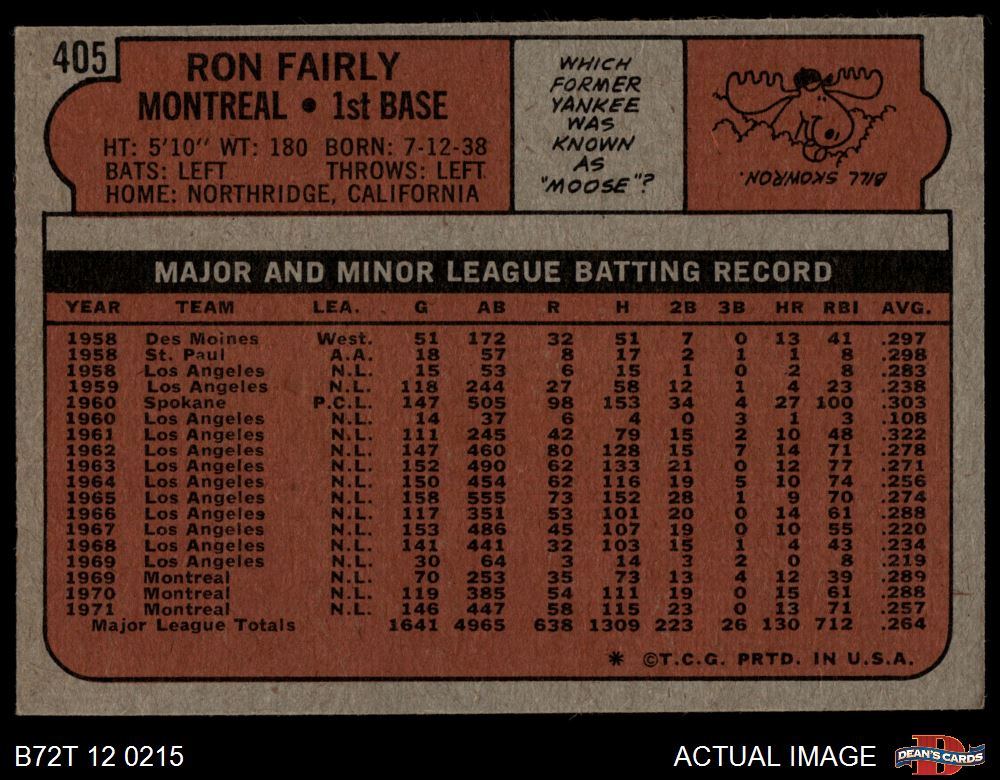 405
RON FAIRLY
MONTREAL • 1st BASE
HT: 5'10" WT: 180 BORN: 7-12-38
BATS: LEFT THROWS: LEFT
HOME: NORTHRIDGE, CALIFORNIA
WHICH
FORMER
YANKEE
WAS
KNOWN
AS
"MOOSE"?
BILL SKOWRON.
MAJOR AND MINOR LEAGUE BATTING RECORD
YEAR TEAM LEA. G AB R H 2B 3B HR RBI AVG.
1958 Des Moines West. 51 172 32 51 7 0 13 41 .297
1958 St. Paul A.A. 18 57 8 17 2 1 1 8 .298
1958 Los Angeles N.L. 15 53 6 15 1 0 2 8 .283
1959 Los Angeles N.L. 118 244 27 58 12 1 4 23 .238
1960 Spokane P.C.L. 147 505 98 153 34 4 27 100 .303
1960 Los Angeles N.L. 14 37 6 4 0 3 1 3 .108
1961 Los Angeles N.L. 111 245 42 79 15 2 10 48 .322
1962 Los Angeles N.L. 147 460 80 128 15 7 14 71 .278
1963 Los Angeles N.L. 152 490 62 133 21 0 12 77 .271
1964 Los Angeles N.L. 150 454 62 116 19 5 10 74 .256
1965 Los Angeles N.L. 158 555 73 152 28 1 9 70 .274
1966 Los Angeles N.L. 117 351 53 101 20 0 14 61 .288
1967 Los Angeles N.L. 153 486 45 107 19 0 10 55 .220
1968 Los Angeles N.L. 141 441 32 103 15 1 4 43 .234
1969 Los Angeles N.L. 30 64 3 14 3 2 0 8 .219
1969 Montreal N.L. 70 253 35 73 13 4 12 39 .289
1970 Montreal N.L. 119 385 54 111 19 0 15 61 .288
1971 Montreal N.L. 146 447 58 115 23 0 13 71 .257
Major League Totals 1641 4965 638 1309 223 26 130 712 .264
* ©T.C.G. PRTD. IN U.S.A.
B72T 12 0215
ACTUAL IMAGE
D
DEAN'S CARDS